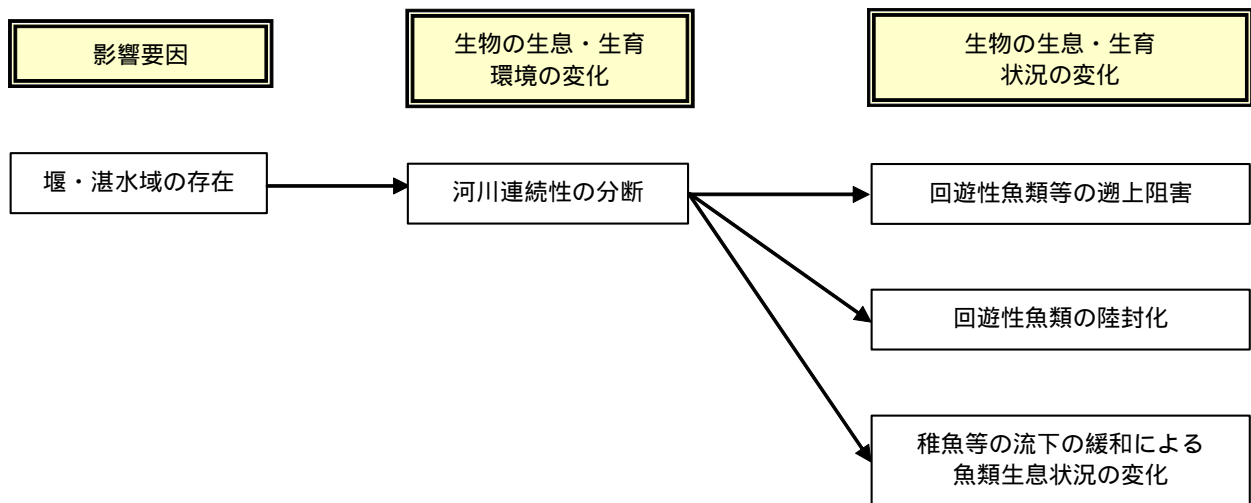 影響要因
生物の生息・生育
環境の変化
生物の生息・生育
状況の変化
堰・湛水域の存在
河川連続性の分断
回遊性魚類等の遡上阻害
回遊性魚類の陸封化
稚魚等の流下の緩和による
魚類生息状況の変化